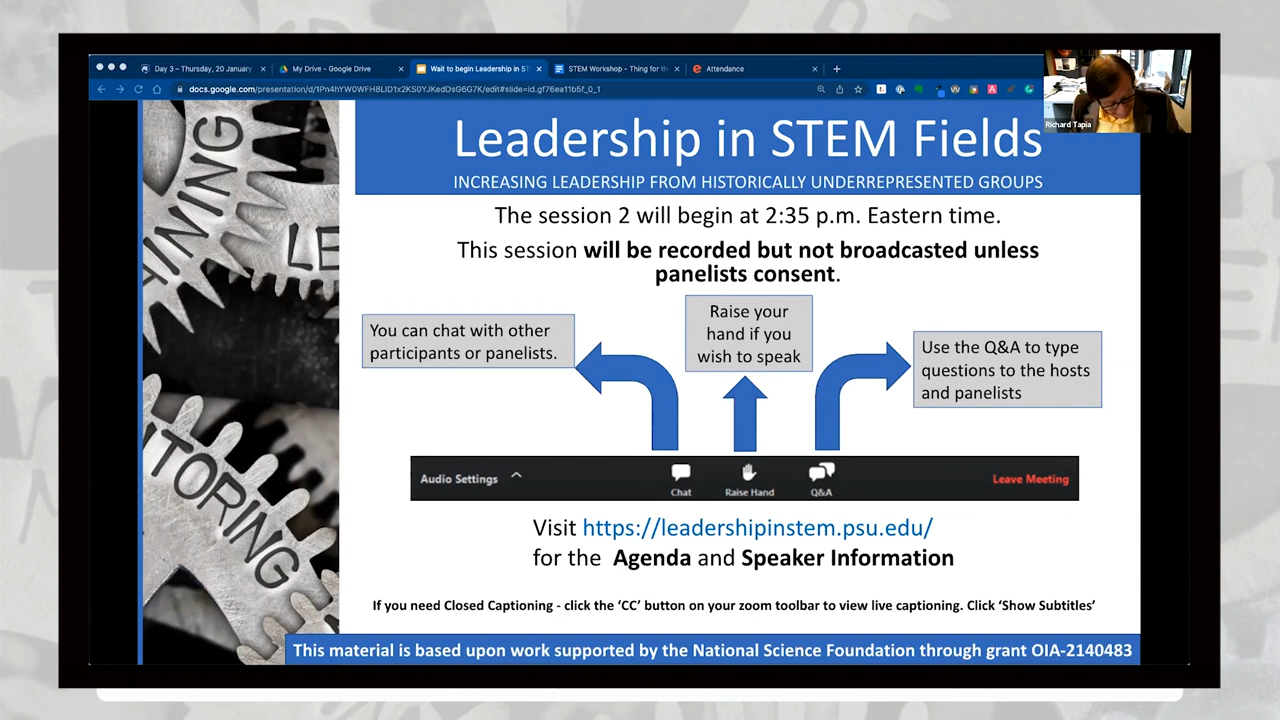 Day 3 – Thursday, 20 January
My Drive - Google Drive
Wait to begin Leadership in ST
STEM Workshop - Thing for th
Attendance
docs.google.com/presentation/d/1Pn4hYW0WFH8LID1x2KS0YJKedDsG6G7K/edit#slide=id.gf76ea11b5f_0_1
Richard Tapia
Leadership in STEM Fields
INCREASING LEADERSHIP FROM HISTORICALLY UNDERREPRESENTED GROUPS
The session 2 will begin at 2:35 p.m. Eastern time.
This session will be recorded but not broadcasted unless
panelists consent.
You can chat with other
participants or panelists.
Raise your
hand if you
wish to speak
Use the Q&A to type
questions to the hosts
and panelists
Audio Settings
Chat
Raise Hand
Q&A
Leave Meeting
Visit https://leadershipinstem.psu.edu/
for the Agenda and Speaker Information
If you need Closed Captioning - click the ‘CC’ button on your zoom toolbar to view live captioning. Click ‘Show Subtitles’
This material is based upon work supported by the National Science Foundation through grant OIA-2140483
INING
LE
TORING